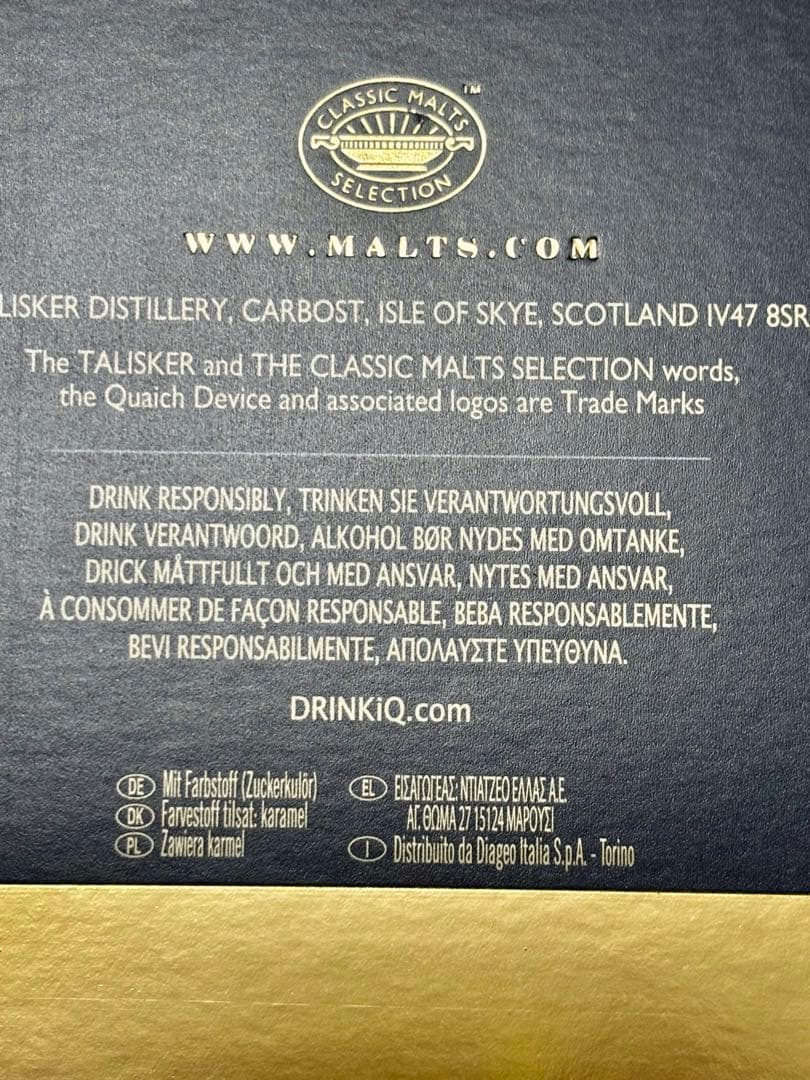 CLASSIC MALTS
™
SELECTION
WWW.MALTS.COM
LISKER DISTILLERY, CARBOST, ISLE OF SKYE, SCOTLAND IV47 8SR
The TALISKER and THE CLASSIC MALTS SELECTION words,
the Quaich Device and associated logos are Trade Marks
DRINK RESPONSIBLY, TRINKEN SIE VERANTWORTUNGSVOLL,
DRINK VERANTWOORD, ALKOHOL BØR NYDES MED OMTANKE,
DRICK MÅTTFULLT OCH MED ANSVAR, NYTES MED ANSVAR,
À CONSOMMER DE FAÇON RESPONSABLE, BEBA RESPONSABLEMENTE,
BEVI RESPONSABILMENTE, ΑΠΟΛΑΥΣΤΕ ΥΠΕΥΘΥΝΑ.
DRINKiQ.com
DE Mit Farbstoff (Zuckerkulör)
DK Farvestoff tilsat: karamel
PL Zawiera karmel
EL ΕΙΣΑΓΩΓΕΑΣ: ΝΤΙΑΤΖΕΟ ΕΛΛΑΣ Α.Ε.
ΑΓ. ΘΩΜΑ 27 15124 ΜΑΡΟΥΣΙ
I Distribuito da Diageo Italia S.p.A. - Torino